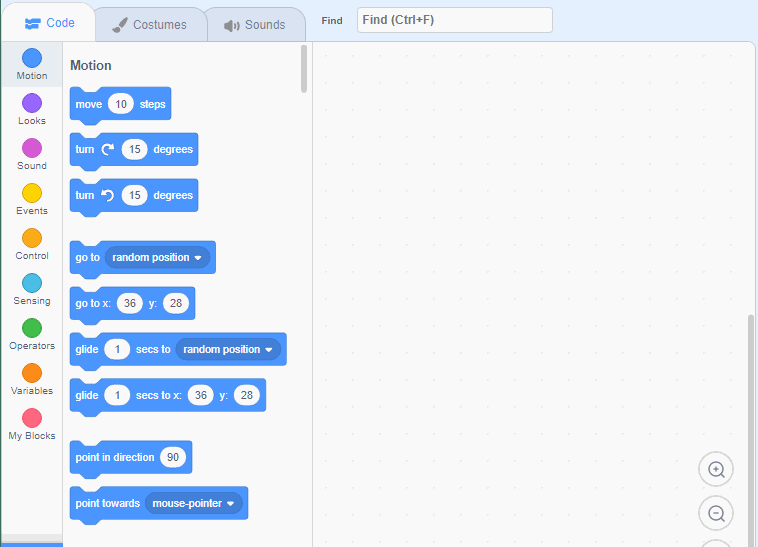 Code
Costumes
Sounds
Find
Find (Ctrl+F)
Motion
Looks
Sound
Events
Control
Sensing
Operators
Variables
My Blocks
Motion
move 10 steps
turn 15 degrees
turn 15 degrees
go to random position
go to x: 36 y: 28
glide 1 secs to random position
glide 1 secs to x: 36 y: 28
point in direction 90
point towards mouse-pointer